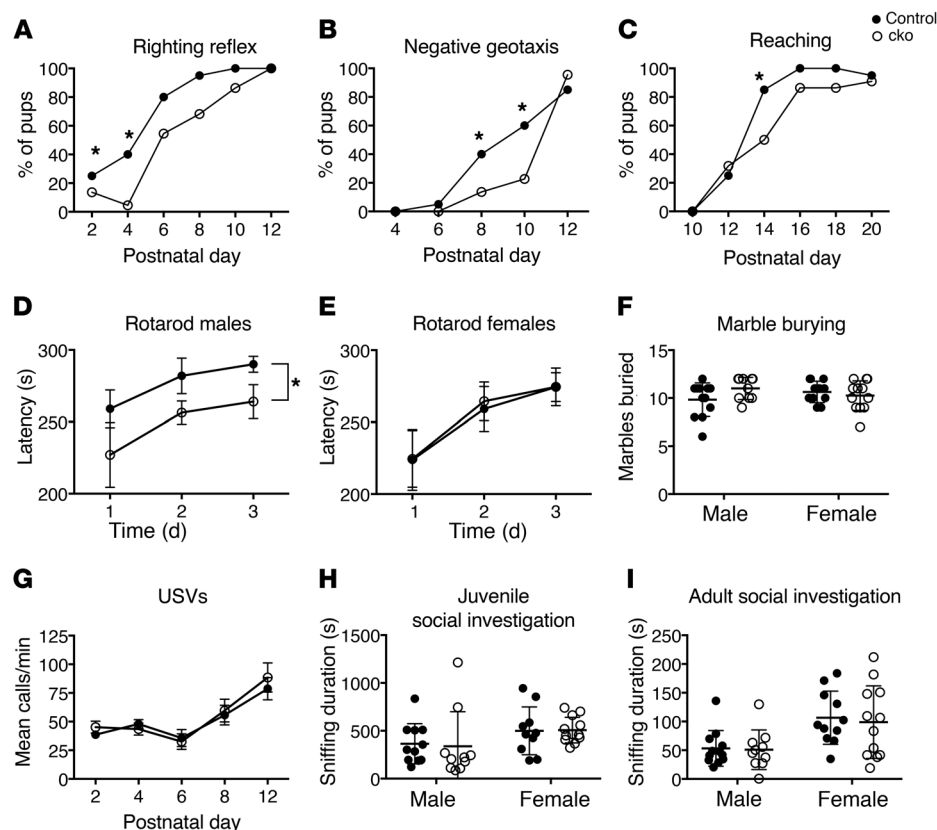 Control
cko
A
Righting reflex
% of pups
100
80
60
40
20
0
2 4 6 8 10 12
Postnatal day
*
*
B
Negative geotaxis
% of pups
100
80
60
40
20
0
4 6 8 10 12
Postnatal day
*
*
C
Reaching
% of pups
100
80
60
40
20
0
10 12 14 16 18 20
Postnatal day
*
D
Rotarod males
Latency (s)
300
250
200
1 2 3
Time (d)
*
E
Rotarod females
Latency (s)
300
250
200
1 2 3
Time (d)
F
Marble burying
Marbles buried
15
10
5
0
Male Female
G
USVs
Mean calls/min
125
100
75
50
25
0
2 4 6 8 12
Postnatal day
H
Juvenile
social investigation
Sniffing duration (s)
1500
1000
500
0
Male Female
I
Adult social investigation
Sniffing duration (s)
250
200
150
100
50
0
Male Female